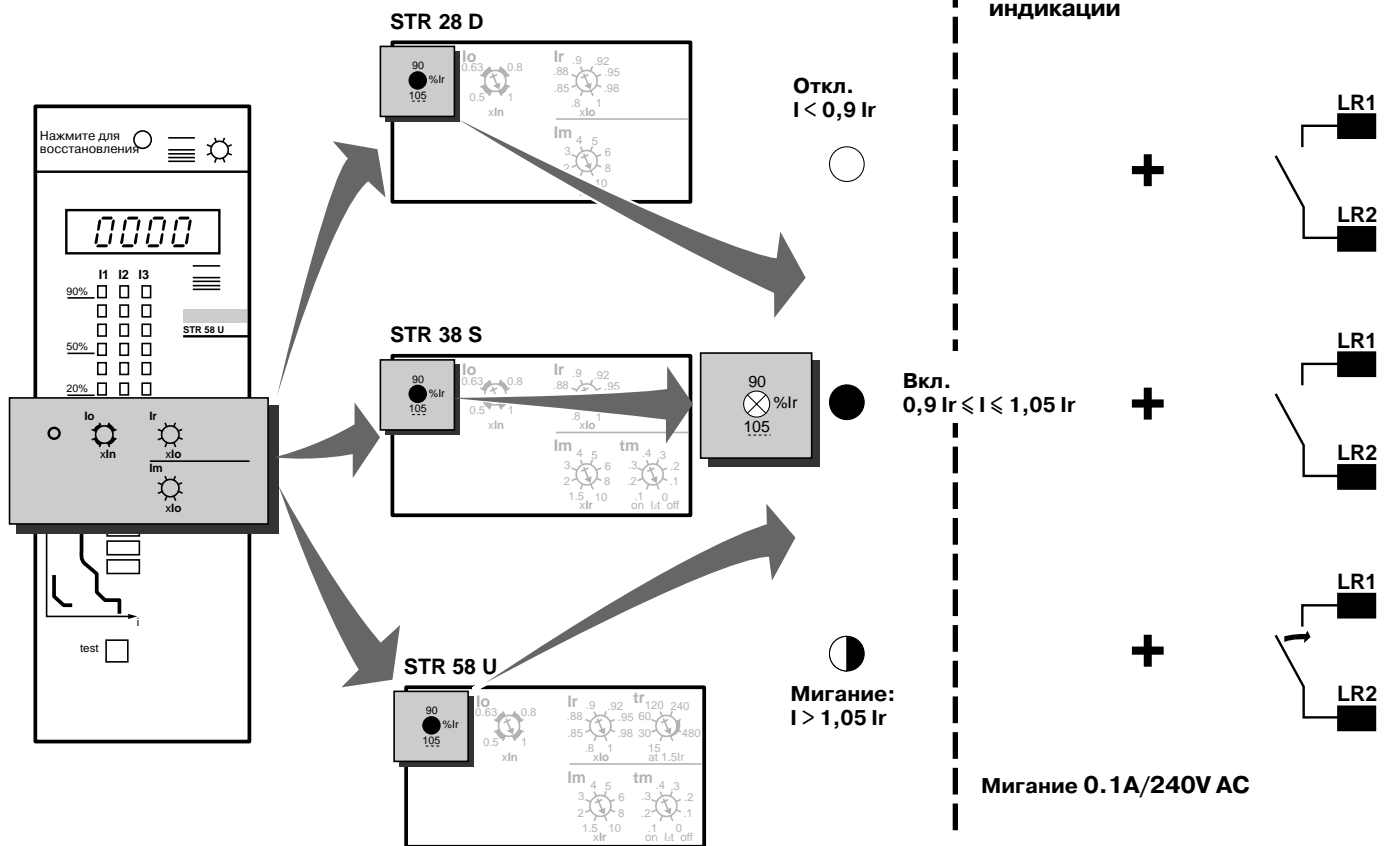 индикации
STR 28 D
90
%Ir
105
Io
0.63 0.8
0.5 1
xIn
Ir
.9 .92
.88 .95
.85 .98
.8 1
xIo
Im
4 5
3 6
2 8
10
Откл.
I < 0,9 Ir
LR1
LR2
Нажмите для
восстановления
0000
I1 I2 I3
90%
50%
20%
STR 58 U
Io
xIn
Ir
xIo
Im
xIo
i
test
STR 38 S
90
%Ir
105
Io
0.63 0.8
0.5 1
xIn
Ir
.9 .92
.88 .95
.8 1
xIo
Im
4 5
3 6
2 8
1.5 10
xIr
tm
.4 .3
.3 .2
.2 .1
.1 0
on I²t off
90
%Ir
105
Вкл.
0,9 Ir ⩽ I ⩽ 1,05 Ir
LR1
LR2
STR 58 U
90
%Ir
105
Io
0.63 0.8
0.5 1
xIn
Ir
.9 .92
.88 .95
.85 .98
.8 1
xIo
tr
120 240
60
30 480
15
at 1.5Ir
Im
4 5
3 6
2 8
1.5 10
xIr
tm
.4 .3
.3 .2
.2 .1
.1 0
on I²t off
Мигание:
I > 1,05 Ir
LR1
LR2
Мигание 0.1A/240V AC